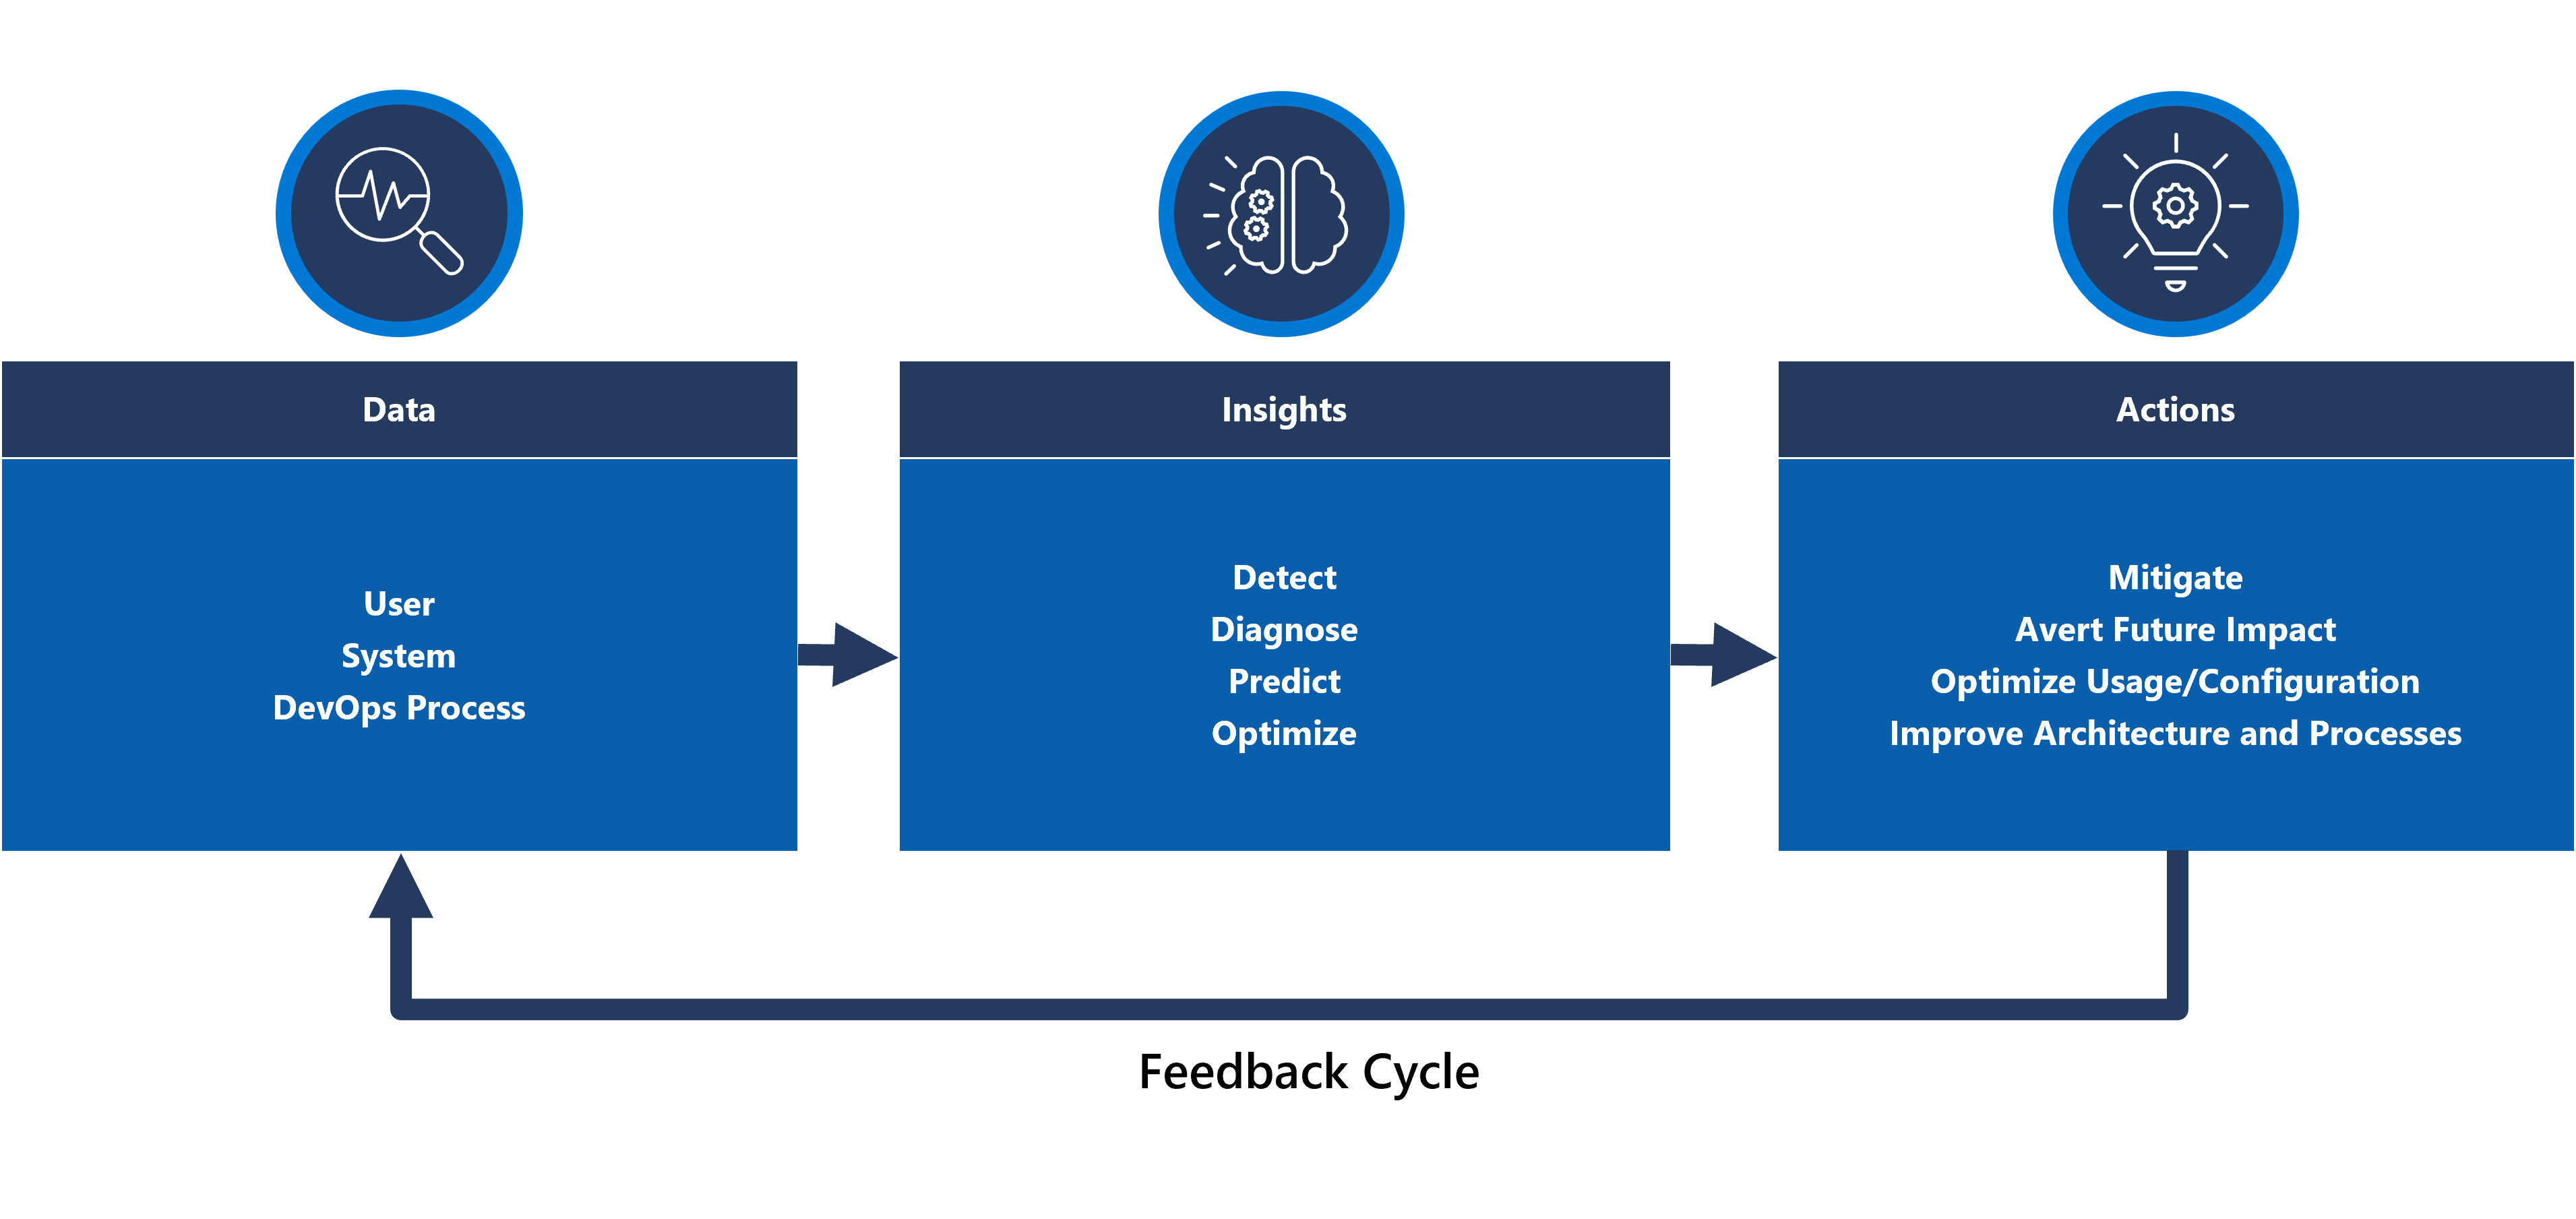 Data
User
System
DevOps Process
Insights
Detect
Diagnose
Predict
Optimize
Actions
Mitigate
Avert Future Impact
Optimize Usage/Configuration
Improve Architecture and Processes
Feedback Cycle